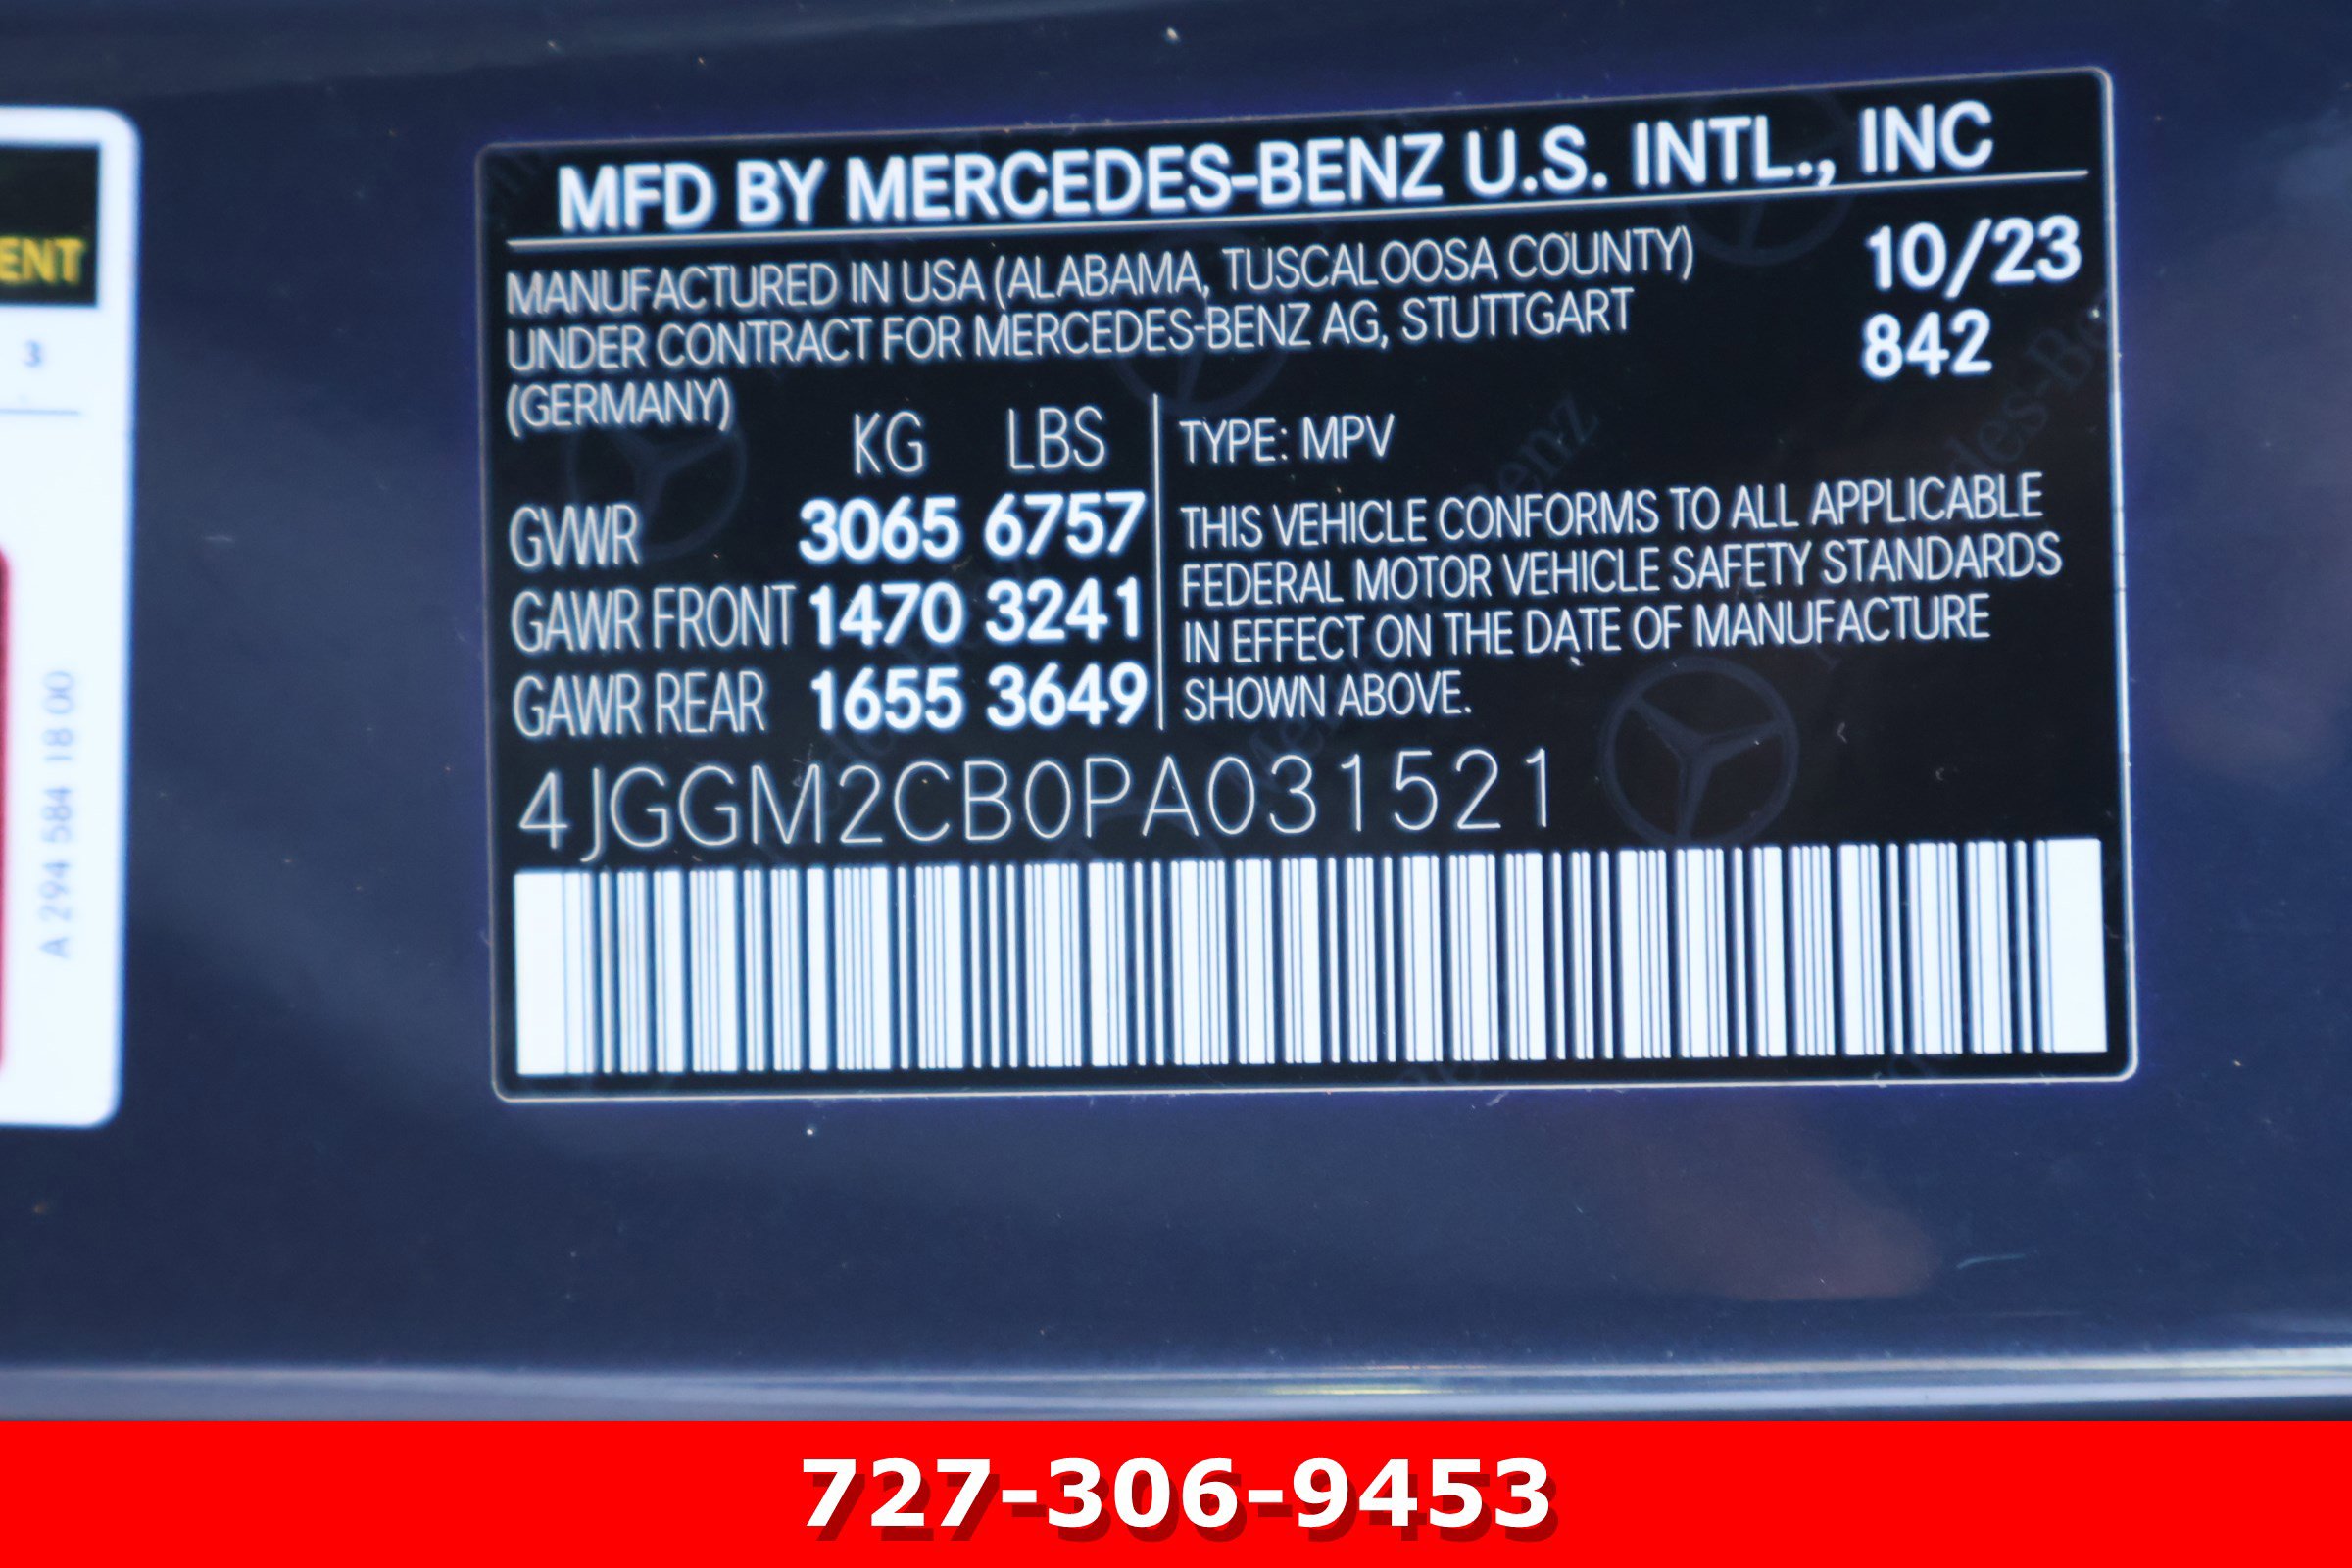 MFD BY MERCEDES-BENZ U.S. INTL., INC
MANUFACTURED IN USA (ALABAMA, TUSCALOOSA COUNTY)
UNDER CONTRACT FOR MERCEDES-BENZ AG, STUTTGART
(GERMANY)
10/23
842
KG LBS
GVWR 3065 6757
GAWR FRONT 1470 3241
GAWR REAR 1655 3649
TYPE: MPV
THIS VEHICLE CONFORMS TO ALL APPLICABLE
FEDERAL MOTOR VEHICLE SAFETY STANDARDS
IN EFFECT ON THE DATE OF MANUFACTURE
SHOWN ABOVE.
4JGGM2CB0PA031521
ENT
3
A 294 584 18 00
727-306-9453